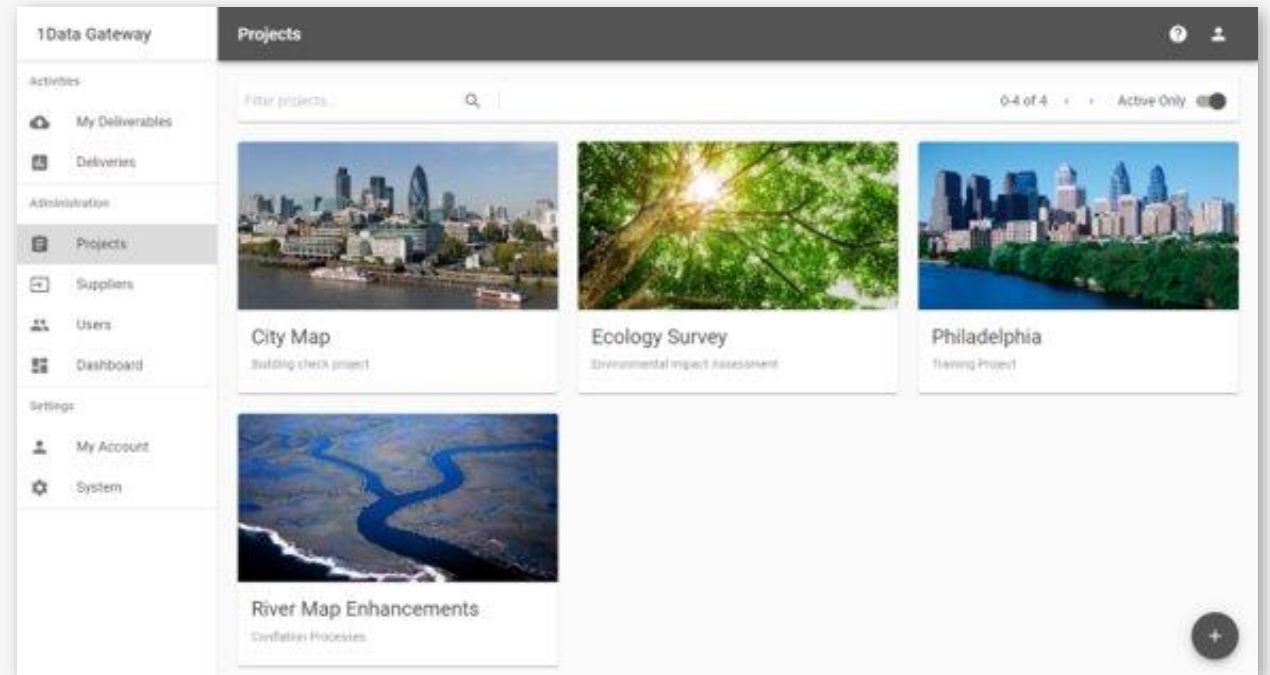 1Data Gateway
Projects
Activities
My Deliverables
Deliveries
Administration
Projects
Suppliers
Users
Dashboard
Settings
My Account
System
Filter projects...
0-4 of 4
Active Only
City Map
Building check project
Ecology Survey
Environmental Impact Assessment
Philadelphia
Training Project
River Map Enhancements
Conflation Processes